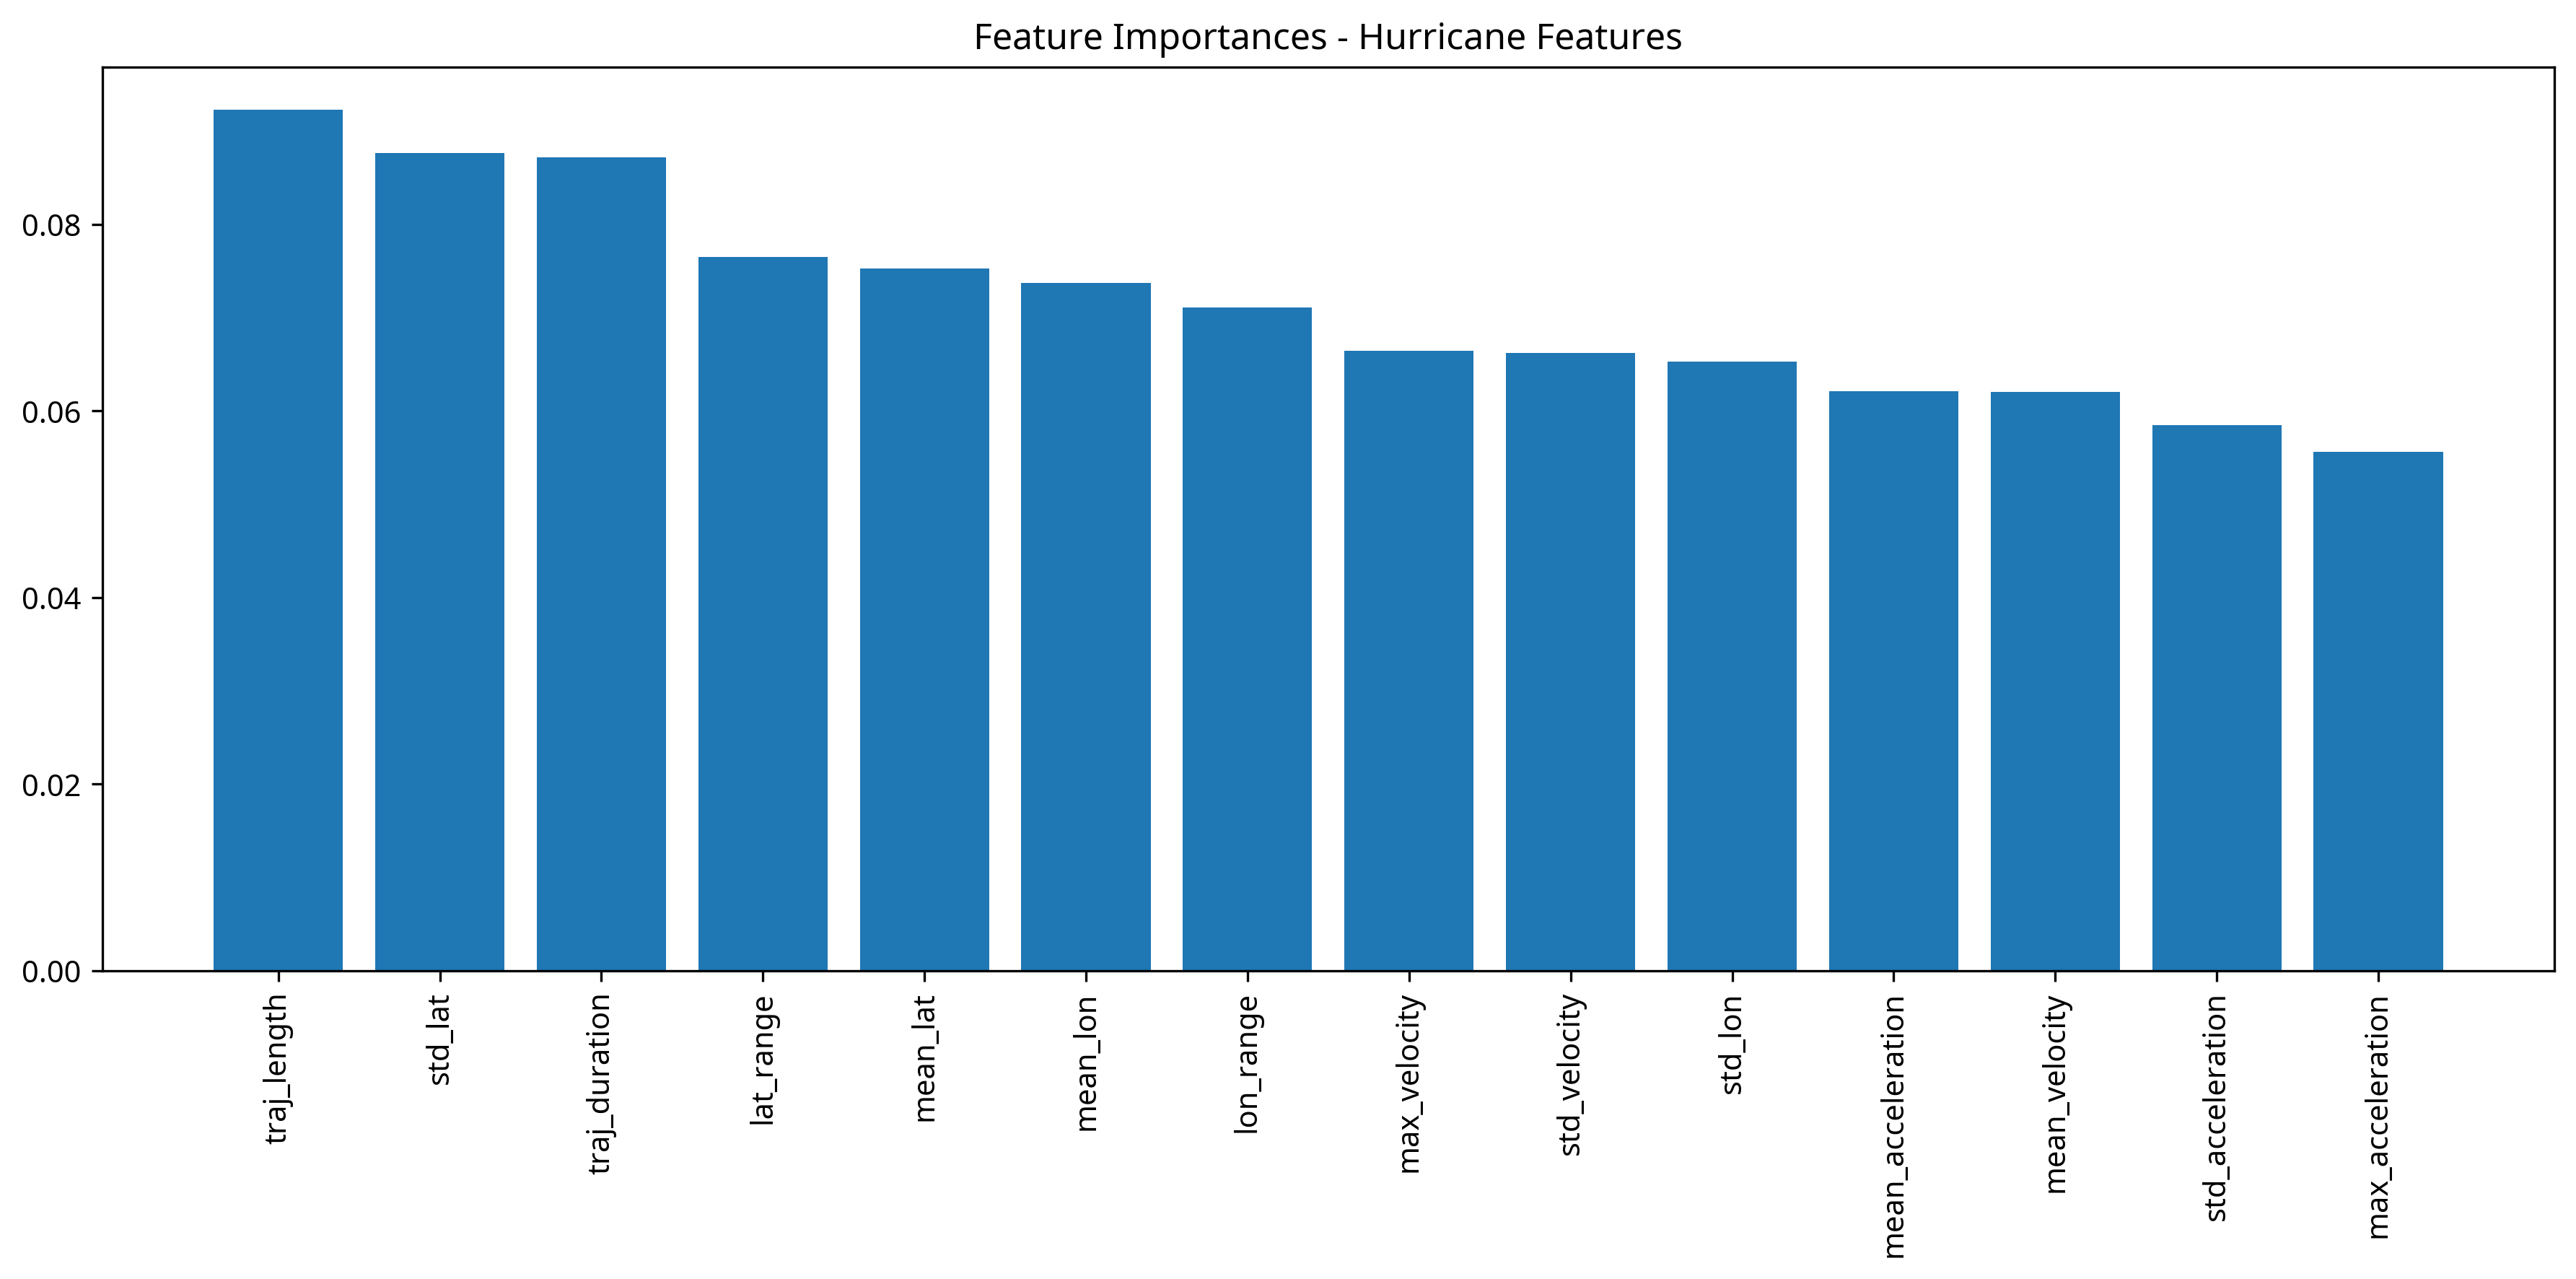 Feature Importances - Hurricane Features
0.08
0.06
0.04
0.02
0.00
traj_length
std_lat
traj_duration
lat_range
mean_lat
mean_lon
lon_range
max_velocity
std_velocity
std_lon
mean_acceleration
mean_velocity
std_acceleration
max_acceleration